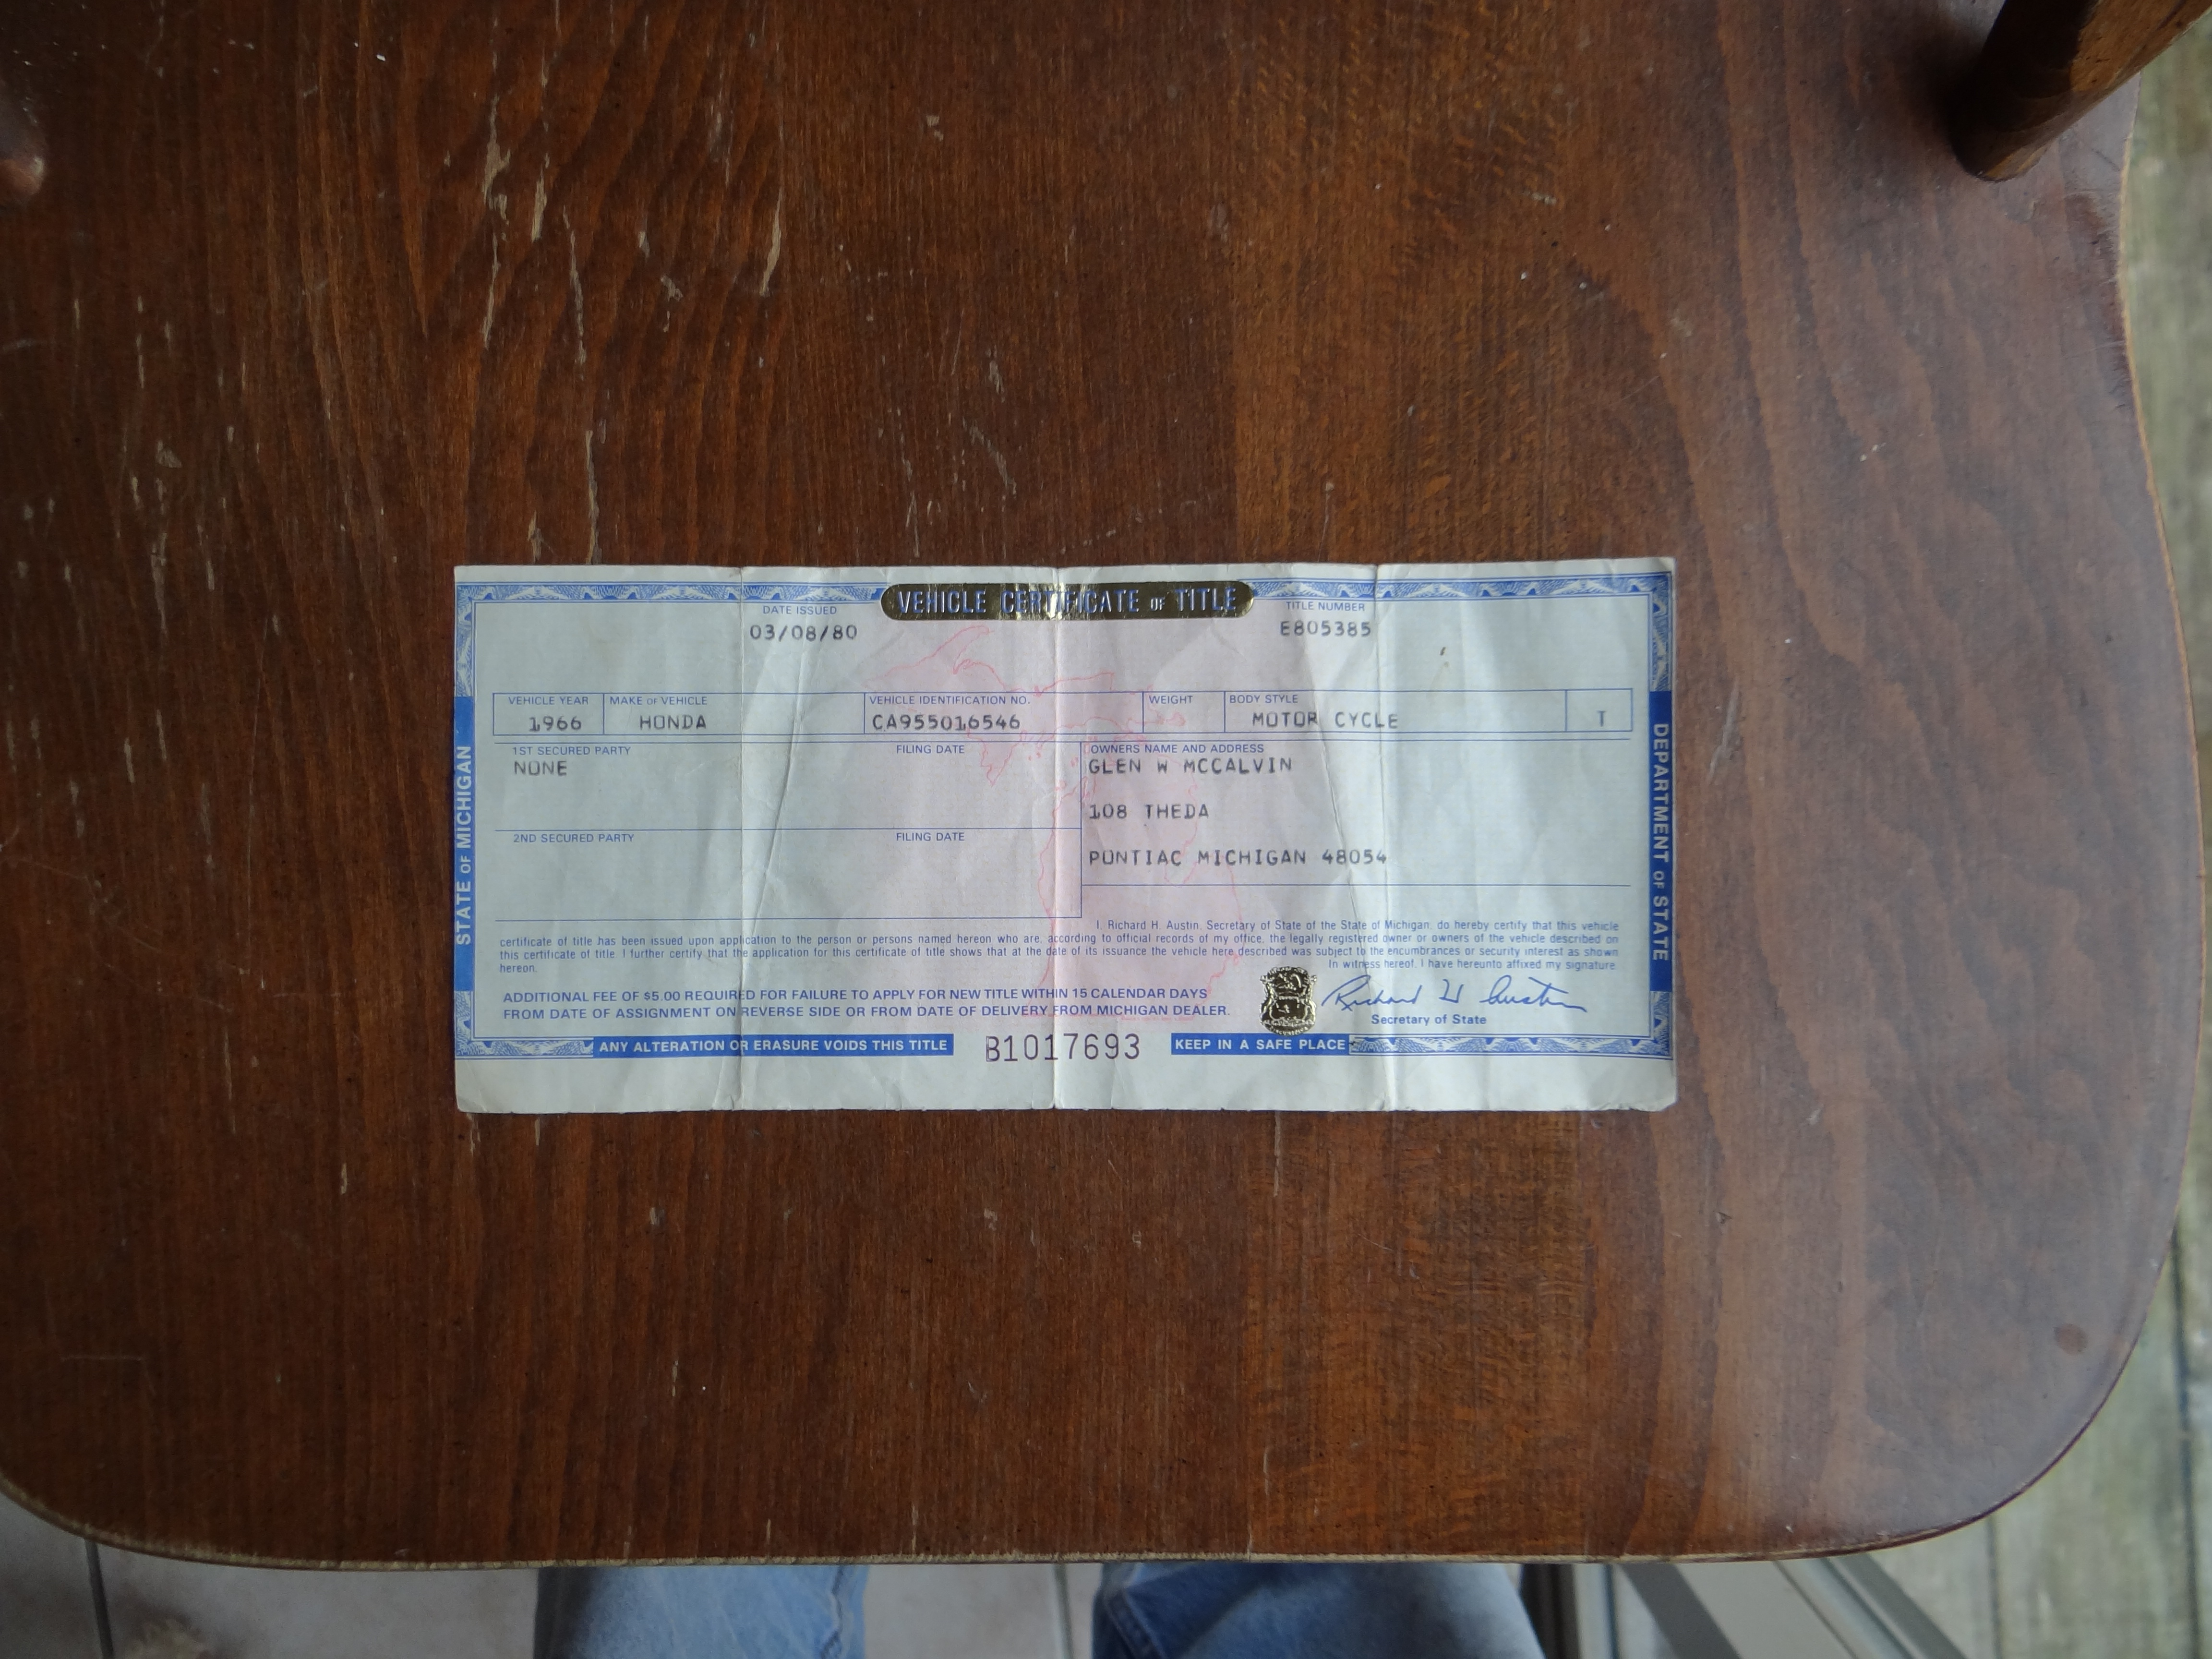 VEHICLE CERTIFICATE OF TITLE
DATE ISSUED
03/08/80
TITLE NUMBER
E805385
VEHICLE YEAR MAKE OF VEHICLE VEHICLE IDENTIFICATION NO. WEIGHT BODY STYLE
1966 HONDA CA955016546 MOTOR CYCLE T
1ST SECURED PARTY FILING DATE
NONE
2ND SECURED PARTY FILING DATE
OWNERS NAME AND ADDRESS
GLEN W MCCALVIN
108 THEDA
PONTIAC MICHIGAN 48054
I, Richard H. Austin, Secretary of State of the State of Michigan, do hereby certify that this vehicle
certificate of title has been issued upon application to the person or persons named hereon who are, according to official records of my office, the legally registered owner or owners of the vehicle described on
this certificate of title. I further certify that the application for this certificate of title shows that at the date of its issuance the vehicle here described was subject to the encumbrances or security interest as shown
hereon. In witness hereof, I have hereunto affixed my signature.
ADDITIONAL FEE OF $5.00 REQUIRED FOR FAILURE TO APPLY FOR NEW TITLE WITHIN 15 CALENDAR DAYS
FROM DATE OF ASSIGNMENT ON REVERSE SIDE OR FROM DATE OF DELIVERY FROM MICHIGAN DEALER.
Richard H Austin
Secretary of State
ANY ALTERATION OR ERASURE VOIDS THIS TITLE B1017693 KEEP IN A SAFE PLACE
STATE OF MICHIGAN
DEPARTMENT OF STATE